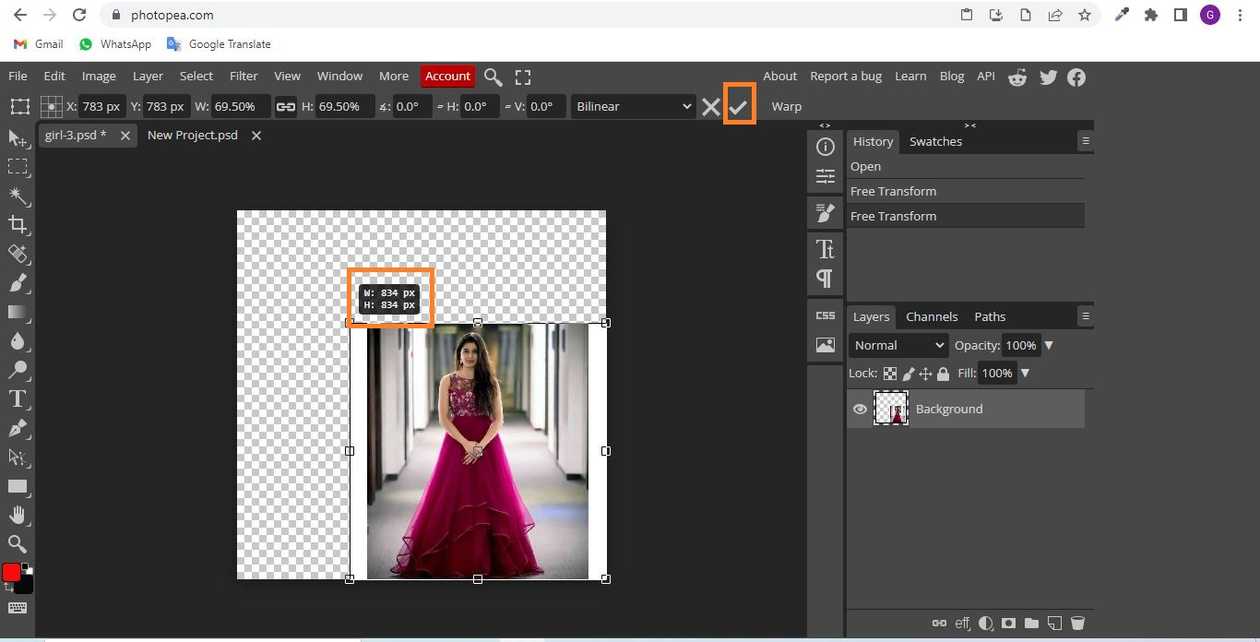 photopea.com
G
Gmail WhatsApp Google Translate
File Edit Image Layer Select Filter View Window More Account About Report a bug Learn Blog API
X: 783 px Y: 783 px W: 69.50% H: 69.50% ∡: 0.0° H: 0.0° V: 0.0° Bilinear Warp
girl-3.psd * New Project.psd
< > > <
History Swatches
Open
Free Transform
Free Transform
W: 834 px
H: 834 px
CSS
Layers Channels Paths
Normal Opacity: 100%
Lock: Fill: 100%
Background
eff